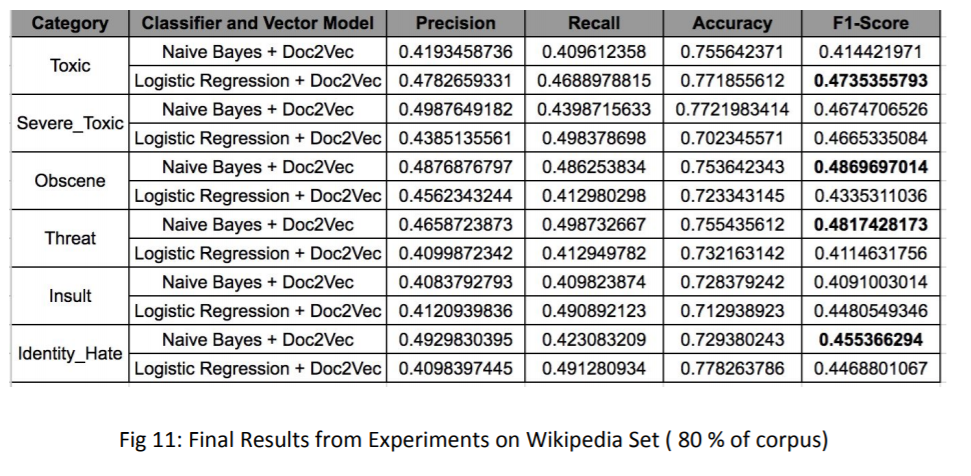 Category Classifier and Vector Model Precision Recall Accuracy F1-Score
Toxic
Naive Bayes + Doc2Vec 0.4193458736 0.409612358 0.755642371 0.414421971
Logistic Regression + Doc2Vec 0.4782659331 0.4688978815 0.771855612 0.4735355793
Severe_Toxic
Naive Bayes + Doc2Vec 0.4987649182 0.4398715633 0.7721983414 0.4674706526
Logistic Regression + Doc2Vec 0.4385135561 0.498378698 0.702345571 0.4665335084
Obscene
Naive Bayes + Doc2Vec 0.4876876797 0.486253834 0.753642343 0.4869697014
Logistic Regression + Doc2Vec 0.4562343244 0.412980298 0.723343145 0.4335311036
Threat
Naive Bayes + Doc2Vec 0.4658723873 0.498732667 0.755435612 0.4817428173
Logistic Regression + Doc2Vec 0.4099872342 0.412949782 0.732163142 0.4114631756
Insult
Naive Bayes + Doc2Vec 0.4083792793 0.409823874 0.728379242 0.4091003014
Logistic Regression + Doc2Vec 0.4120939836 0.490892123 0.712938923 0.4480549346
Identity_Hate
Naive Bayes + Doc2Vec 0.4929830395 0.423083209 0.729380243 0.455366294
Logistic Regression + Doc2Vec 0.4098397445 0.491280934 0.778263786 0.4468801067
Fig 11: Final Results from Experiments on Wikipedia Set ( 80 % of corpus)